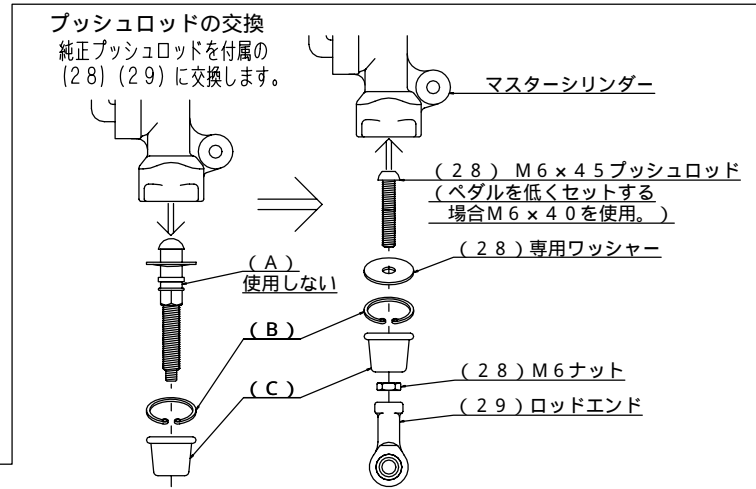 プッシュロッドの交換
純正プッシュロッドを付属の
(28)(29)に交換します。
マスターシリンダー
(28) M6×45プッシュロッド
(ペダルを低くセットする
場合M6×40を使用。)
(28)専用ワッシャー
(A)
使用しない
(B)
(C)
(28)M6ナット
(29)ロッドエンド